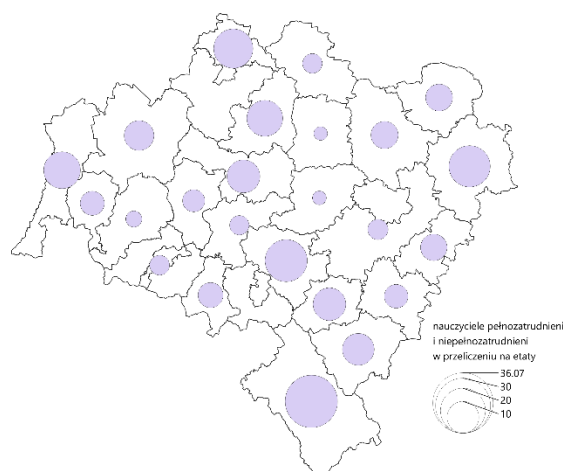 nauczyciele pełnozatrudnieni
i niepełnozatrudnieni
w przeliczeniu na etaty
36.07
30
20
10